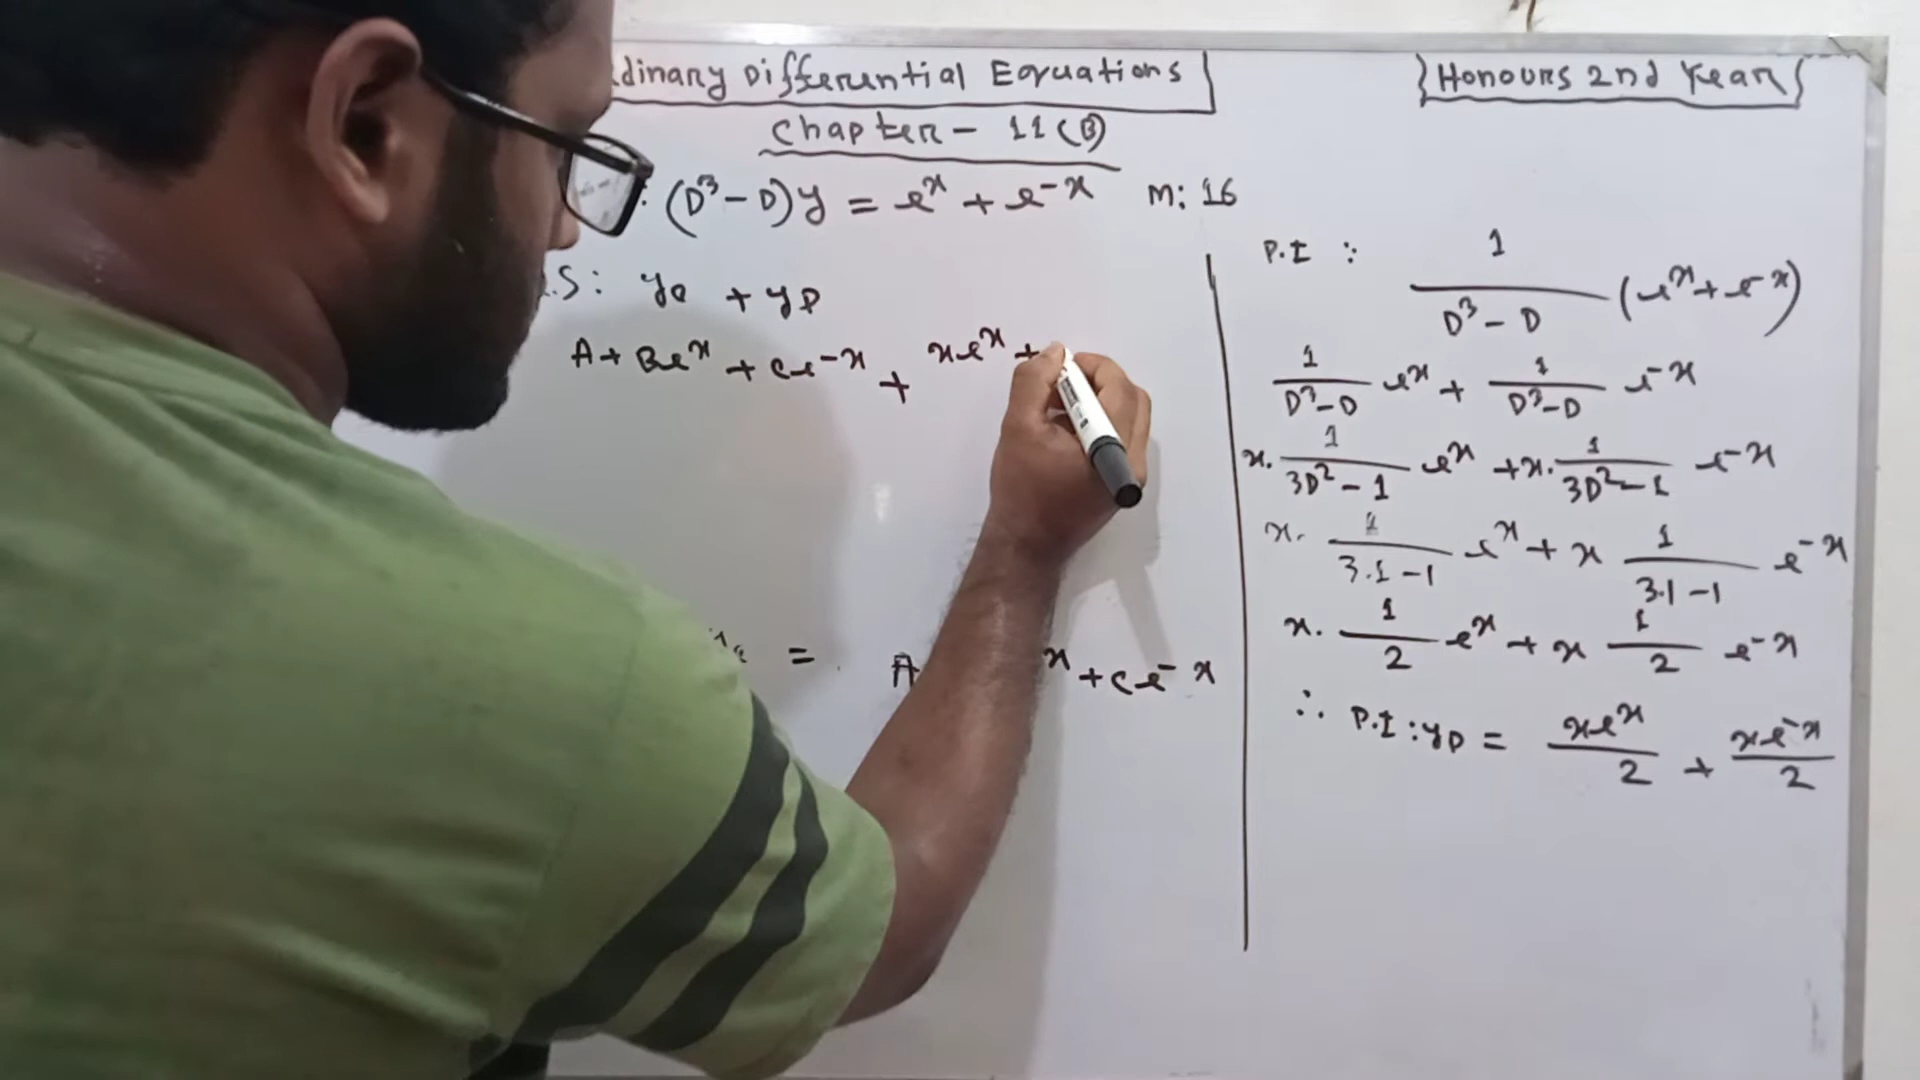 Differential Equations
Honours 2nd Year
Chapter - 11 (B)
: (D³ - D)y = eˣ + e⁻ˣ M: 16
.S: yc + yp
A + Beˣ + Ce⁻ˣ + xeˣ +
= A x + Ce⁻ˣ
P.I : 1 / (D³ - D) (eˣ + e⁻ˣ)
1 / (D³ - D) eˣ + 1 / (D³ - D) e⁻ˣ
x. 1 / (3D² - 1) eˣ + x. 1 / (3D² - 1) e⁻ˣ
x. 1 / (3.1 - 1) eˣ + x 1 / (3.1 - 1) e⁻ˣ
x. 1 / 2 eˣ + x 1 / 2 e⁻ˣ
∴ P.I : yp = xeˣ / 2 + xe⁻ˣ / 2